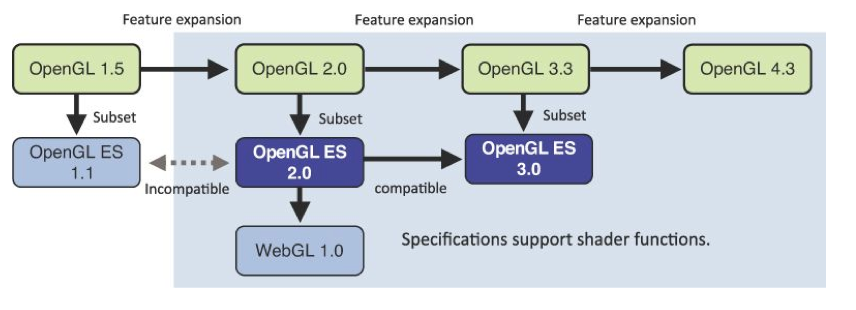 Feature expansion
Feature expansion
Feature expansion
OpenGL 1.5
OpenGL 2.0
OpenGL 3.3
OpenGL 4.3
Subset
Subset
Subset
OpenGL ES
1.1
Incompatible
OpenGL ES
2.0
compatible
OpenGL ES
3.0
WebGL 1.0
Specifications support shader functions.